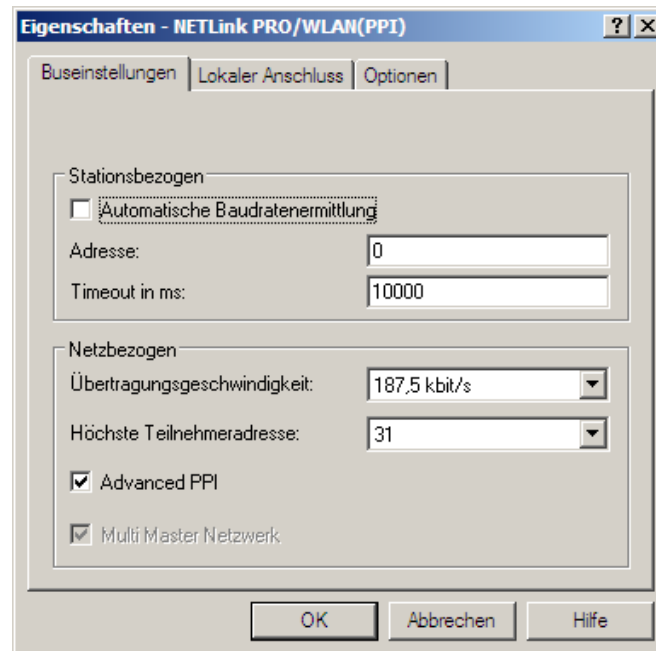 Eigenschaften - NETLink PRO/WLAN(PPI)
Buseinstellungen Lokaler Anschluss Optionen
Stationsbezogen
Automatische Baudratenermittlung
Adresse: 0
Timeout in ms: 10000
Netzbezogen
Übertragungsgeschwindigkeit: 187,5 kbit/s
Höchste Teilnehmeradresse: 31
Advanced PPI
Multi Master Netzwerk
OK Abbrechen Hilfe